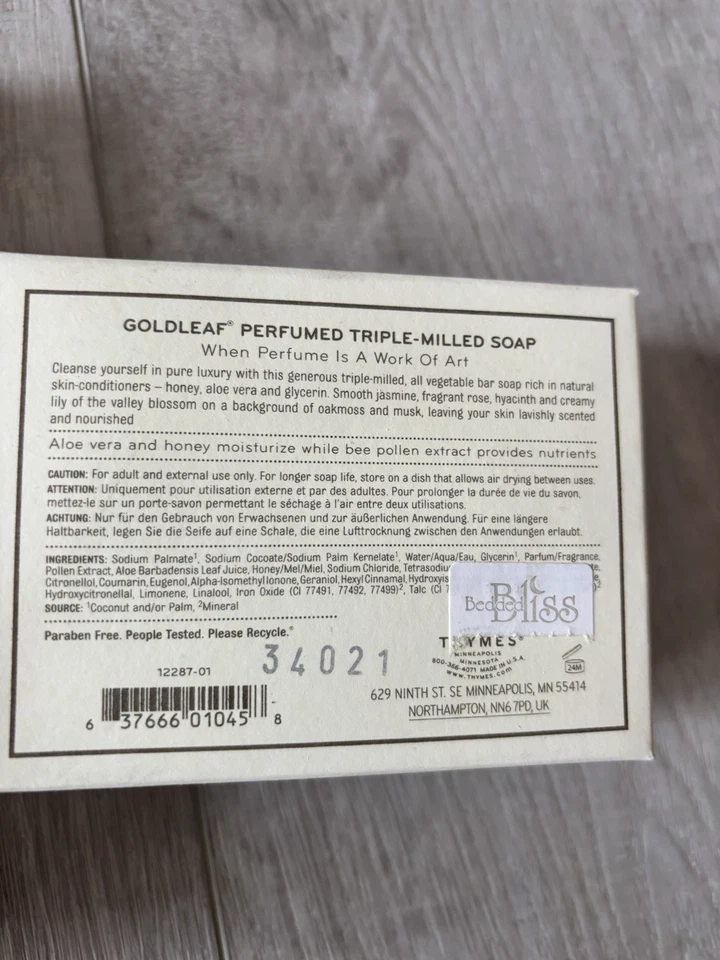 GOLDLEAF® PERFUMED TRIPLE-MILLED SOAP
When Perfume Is A Work Of Art
Cleanse yourself in pure luxury with this generous triple-milled, all vegetable bar soap rich in natural
skin-conditioners – honey, aloe vera and glycerin. Smooth jasmine, fragrant rose, hyacinth and creamy
lily of the valley blossom on a background of oakmoss and musk, leaving your skin lavishly scented
and nourished
Aloe vera and honey moisturize while bee pollen extract provides nutrients
CAUTION: For adult and external use only. For longer soap life, store on a dish that allows air drying between uses.
ATTENTION: Uniquement pour utilisation externe et par des adultes. Pour prolonger la durée de vie du savon,
mettez-le sur un porte-savon permettant le séchage à l'air entre deux utilisations.
ACHTUNG: Nur für den Gebrauch von Erwachsenen und zur äußerlichen Anwendung. Für eine längere
Haltbarkeit, legen Sie die Seife auf eine Schale, die eine Lufttrocknung zwischen den Anwendungen erlaubt.
INGREDIENTS: Sodium Palmate¹, Sodium Cocoate/Sodium Palm Kernelate¹, Water/Aqua/Eau, Glycerin¹, Parfum/Fragrance,
Pollen Extract, Aloe Barbadensis Leaf Juice, Honey/Mel/Miel, Sodium Chloride,
Citronellol, Coumarin, Eugenol, Alpha-Isomethyl Ionone, Geraniol, Hexyl Cinnamal,
Hydroxycitronellal, Limonene, Linalool, Iron Oxide (CI 77491, 77492, 77499)², Talc
SOURCE: ¹Coconut and/or Palm, ²Mineral
Bedded Bliss
Paraben Free. People Tested. Please Recycle.®
THYMES®
MINNEAPOLIS
MINNESOTA
800-366-4071 MADE IN U.S.A.
www.THYMES.com
24M
12287-01
34021
6 37666 01045 8
629 NINTH ST. SE MINNEAPOLIS, MN 55414
NORTHAMPTON, NN6 7PD, UK